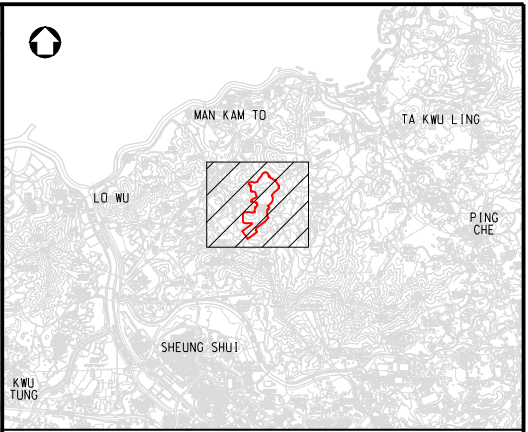 MAN KAM TO
TA KWU LING
LO WU
PING
CHE
SHEUNG SHUI
KWU
TUNG